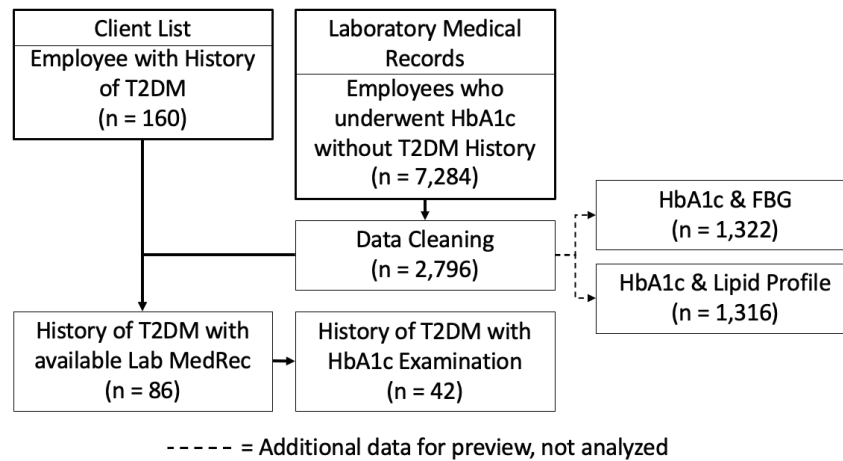 Client List
Employee with History
of T2DM
(n = 160)
Laboratory Medical
Records
Employees who
underwent HbA1c
without T2DM History
(n = 7,284)
Data Cleaning
(n = 2,796)
HbA1c & FBG
(n = 1,322)
HbA1c & Lipid Profile
(n = 1,316)
History of T2DM with
available Lab MedRec
(n = 86)
History of T2DM with
HbA1c Examination
(n = 42)
= Additional data for preview, not analyzed